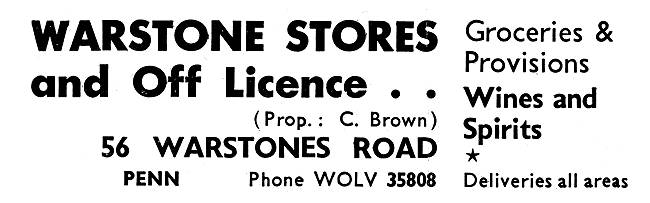 WARSTONE STORES
and Off Licence . .
(Prop.: C. Brown)
56 WARSTONES ROAD
PENN Phone WOLV 35808
Groceries &
Provisions
Wines and
Spirits
★
Deliveries all areas